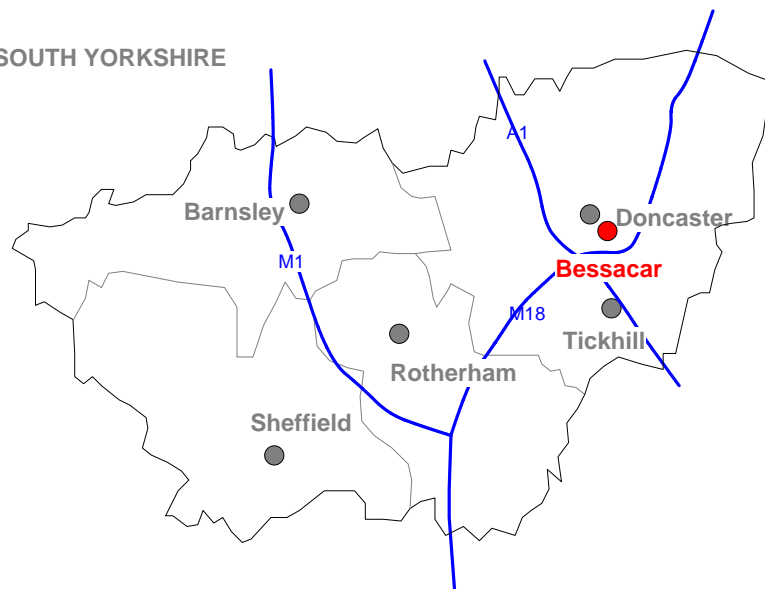 SOUTH YORKSHIRE
A1
Barnsley
Doncaster
M1
Bessacar
M18
Tickhill
Rotherham
Sheffield